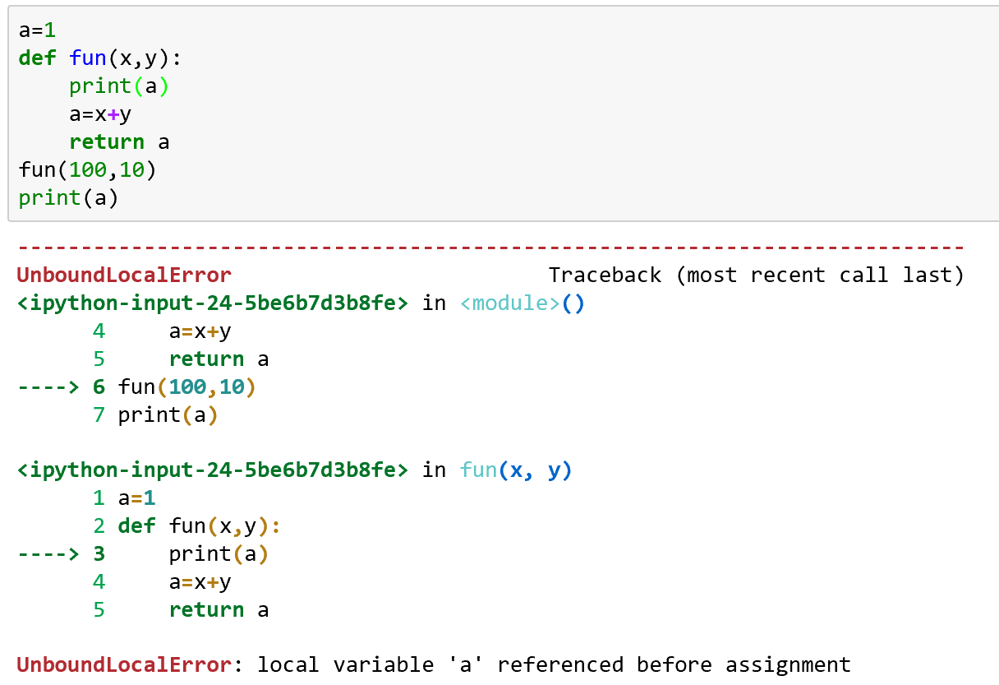 a=1
def fun(x,y):
    print(a)
    a=x+y
    return a
fun(100,10)
print(a)
---------------------------------------------------------------------------
UnboundLocalError                         Traceback (most recent call last)
<ipython-input-24-5be6b7d3b8fe> in <module>()
      4     a=x+y
      5     return a
----> 6 fun(100,10)
      7 print(a)
<ipython-input-24-5be6b7d3b8fe> in fun(x, y)
      1 a=1
      2 def fun(x,y):
----> 3     print(a)
      4     a=x+y
      5     return a
UnboundLocalError: local variable 'a' referenced before assignment